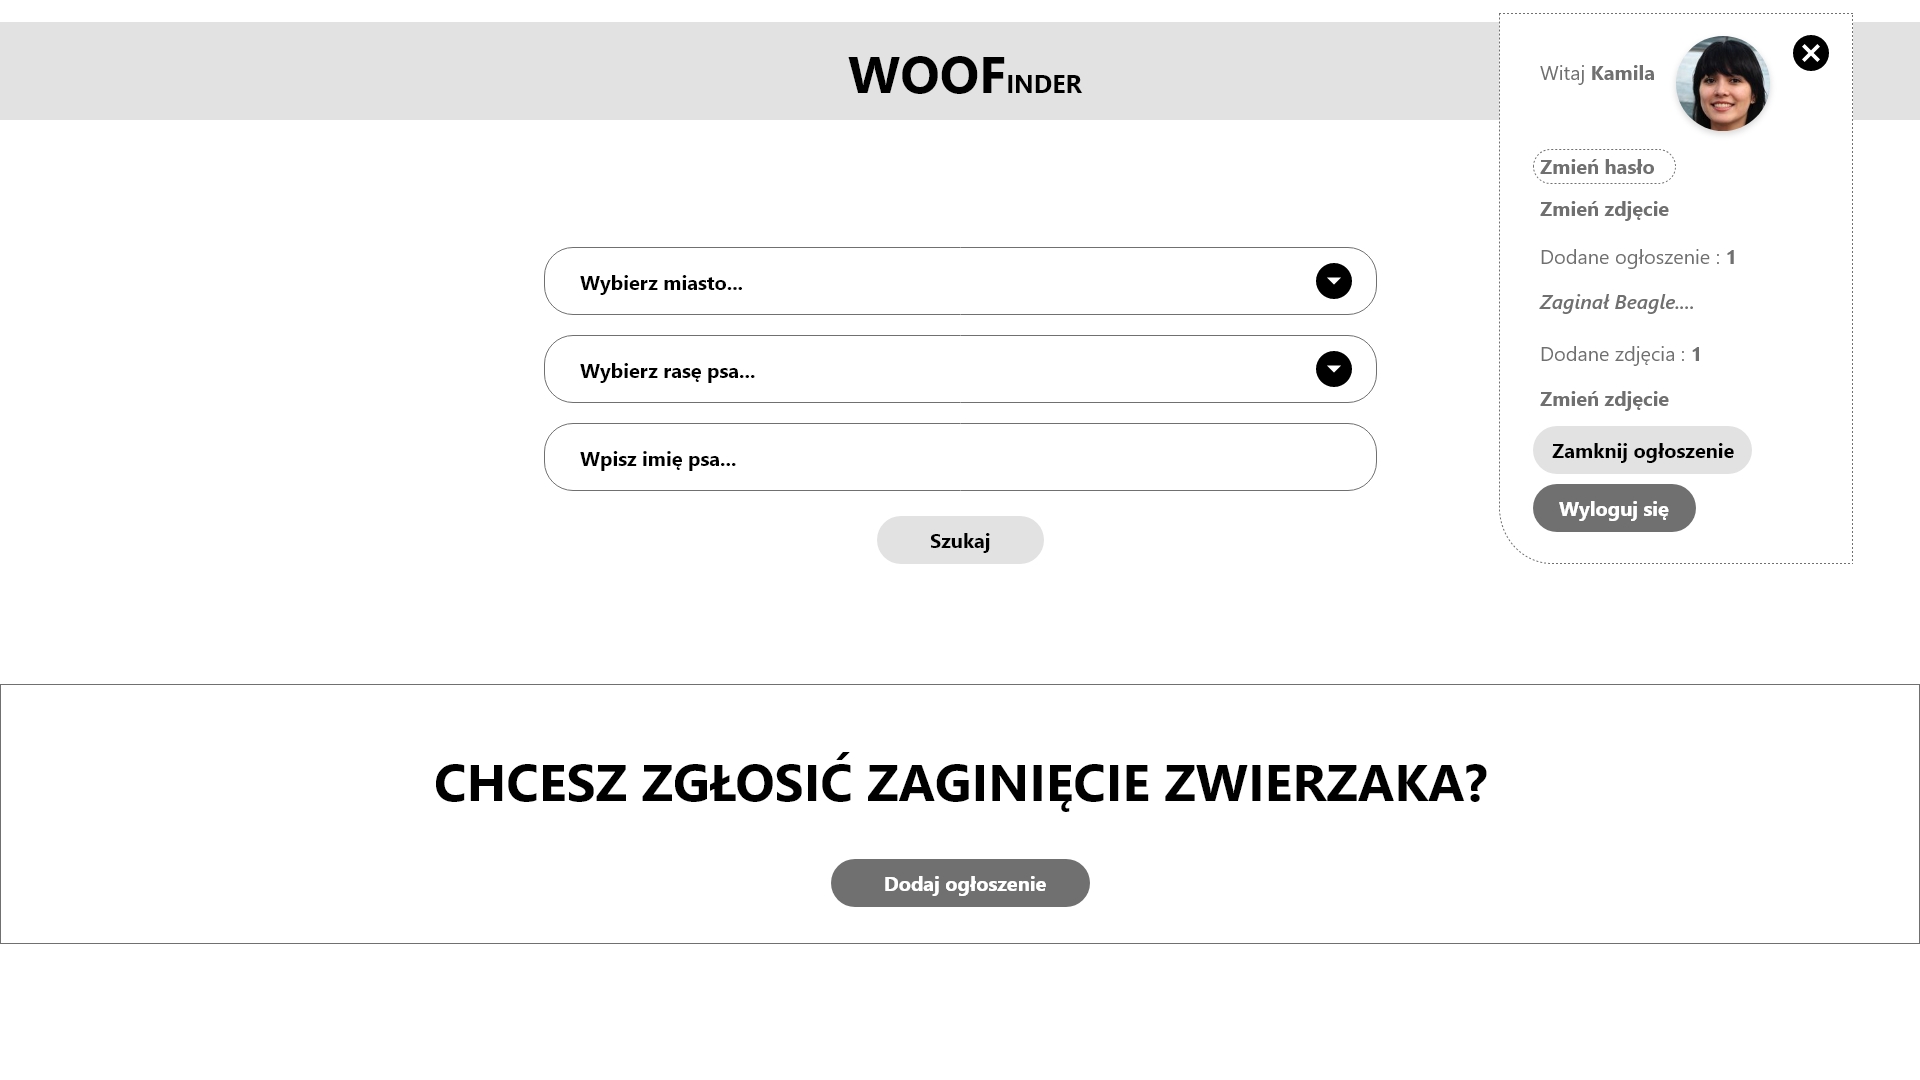 WOOFINDER
Witaj Kamila
Zmień hasło
Zmień zdjęcie
Dodane ogłoszenie : 1
Zaginał Beagle....
Dodane zdjęcia : 1
Zmień zdjęcie
Zamknij ogłoszenie
Wyloguj się
Wybierz miasto...
Wybierz rasę psa...
Wpisz imię psa...
Szukaj
CHCESZ ZGŁOSIĆ ZAGINIĘCIE ZWIERZAKA?
Dodaj ogłoszenie